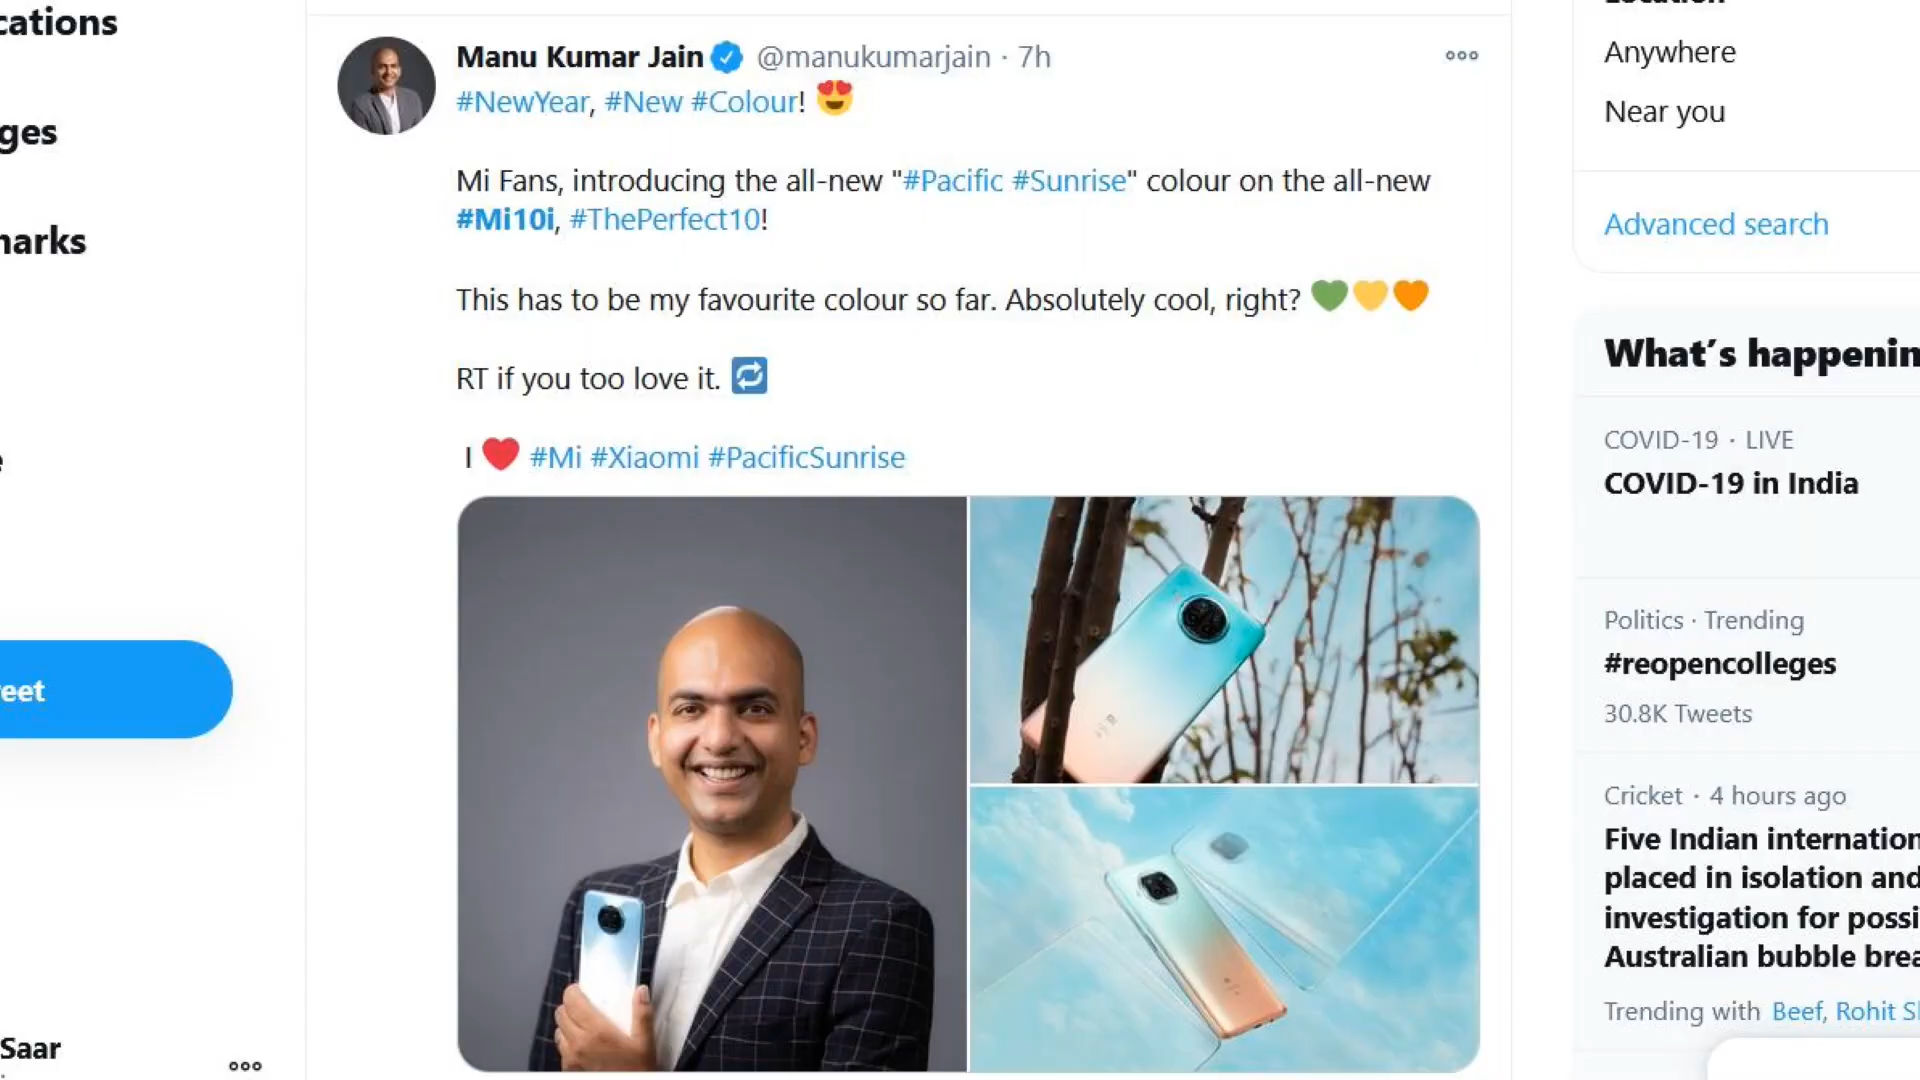 cations
ges
marks
e
eet
Saar
Manu Kumar Jain @manukumarjain · 7h
#NewYear, #New #Colour! 😍
Mi Fans, introducing the all-new "#Pacific #Sunrise" colour on the all-new
#Mi10i, #ThePerfect10!
This has to be my favourite colour so far. Absolutely cool, right? 💚💛🧡
RT if you too love it. 🔁
I ❤️ #Mi #Xiaomi #PacificSunrise
Location
Anywhere
Near you
Advanced search
What's happenin
COVID-19 · LIVE
COVID-19 in India
Politics · Trending
#reopencolleges
30.8K Tweets
Cricket · 4 hours ago
Five Indian internation
placed in isolation and
investigation for possi
Australian bubble brea
Trending with Beef, Rohit S